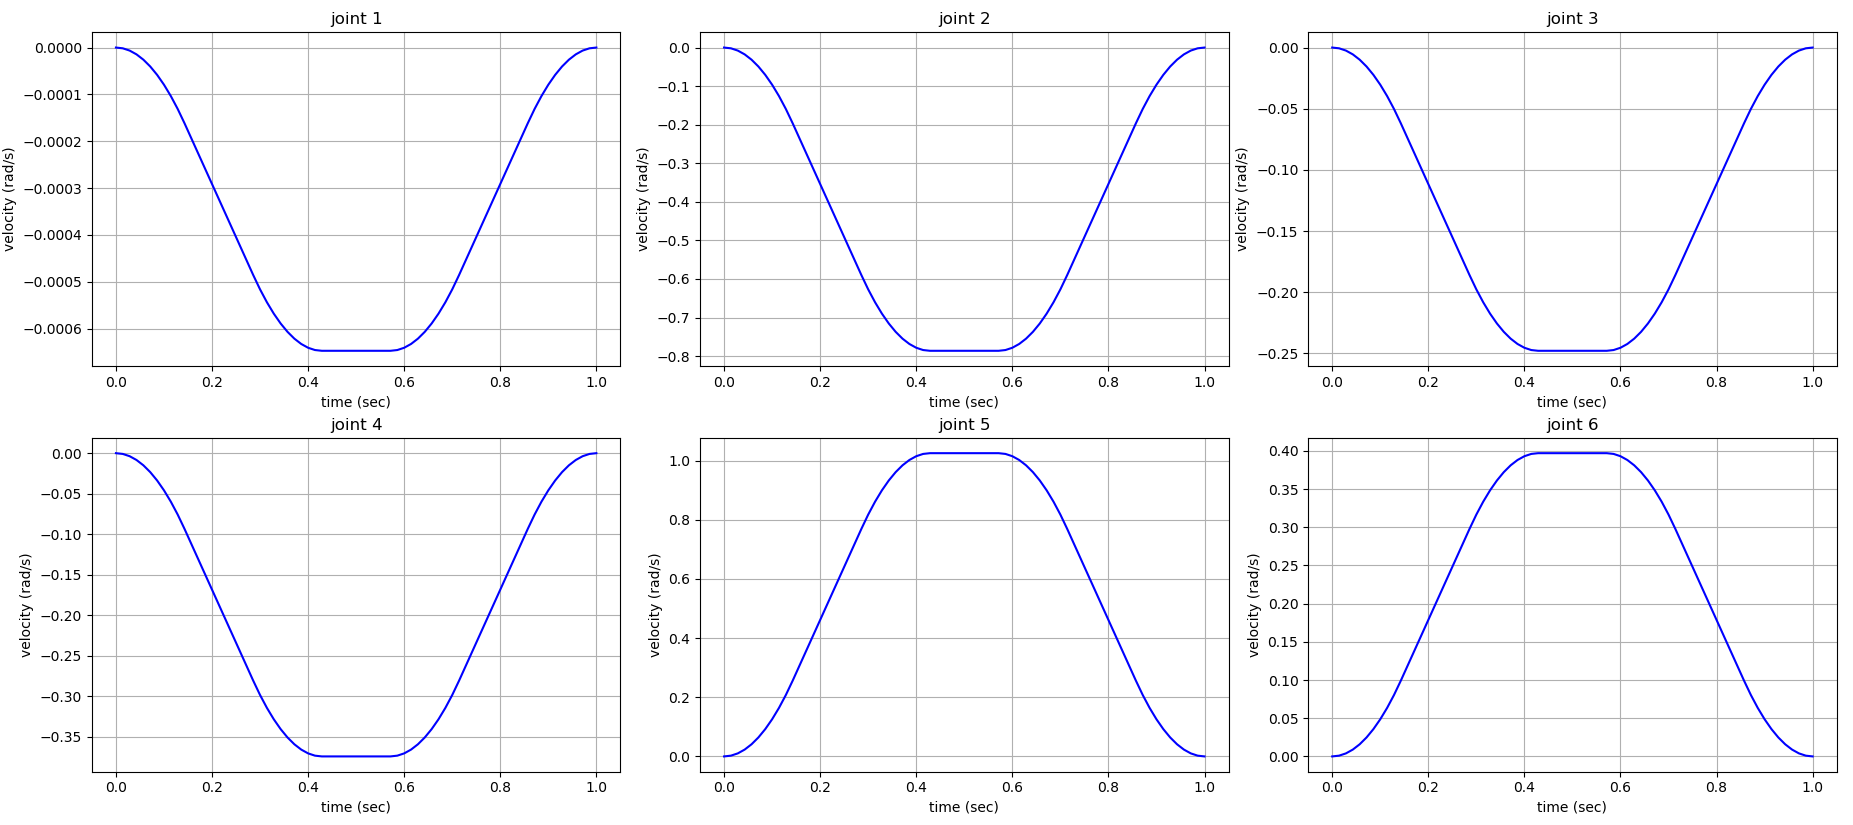 joint 1
velocity (rad/s)
0.0000
−0.0001
−0.0002
−0.0003
−0.0004
−0.0005
−0.0006
0.0 0.2 0.4 0.6 0.8 1.0
time (sec)
joint 2
velocity (rad/s)
0.0
−0.1
−0.2
−0.3
−0.4
−0.5
−0.6
−0.7
−0.8
0.0 0.2 0.4 0.6 0.8 1.0
time (sec)
joint 3
velocity (rad/s)
0.00
−0.05
−0.10
−0.15
−0.20
−0.25
0.0 0.2 0.4 0.6 0.8 1.0
time (sec)
joint 4
velocity (rad/s)
0.00
−0.05
−0.10
−0.15
−0.20
−0.25
−0.30
−0.35
0.0 0.2 0.4 0.6 0.8 1.0
time (sec)
joint 5
velocity (rad/s)
1.0
0.8
0.6
0.4
0.2
0.0
0.0 0.2 0.4 0.6 0.8 1.0
time (sec)
joint 6
velocity (rad/s)
0.40
0.35
0.30
0.25
0.20
0.15
0.10
0.05
0.00
0.0 0.2 0.4 0.6 0.8 1.0
time (sec)